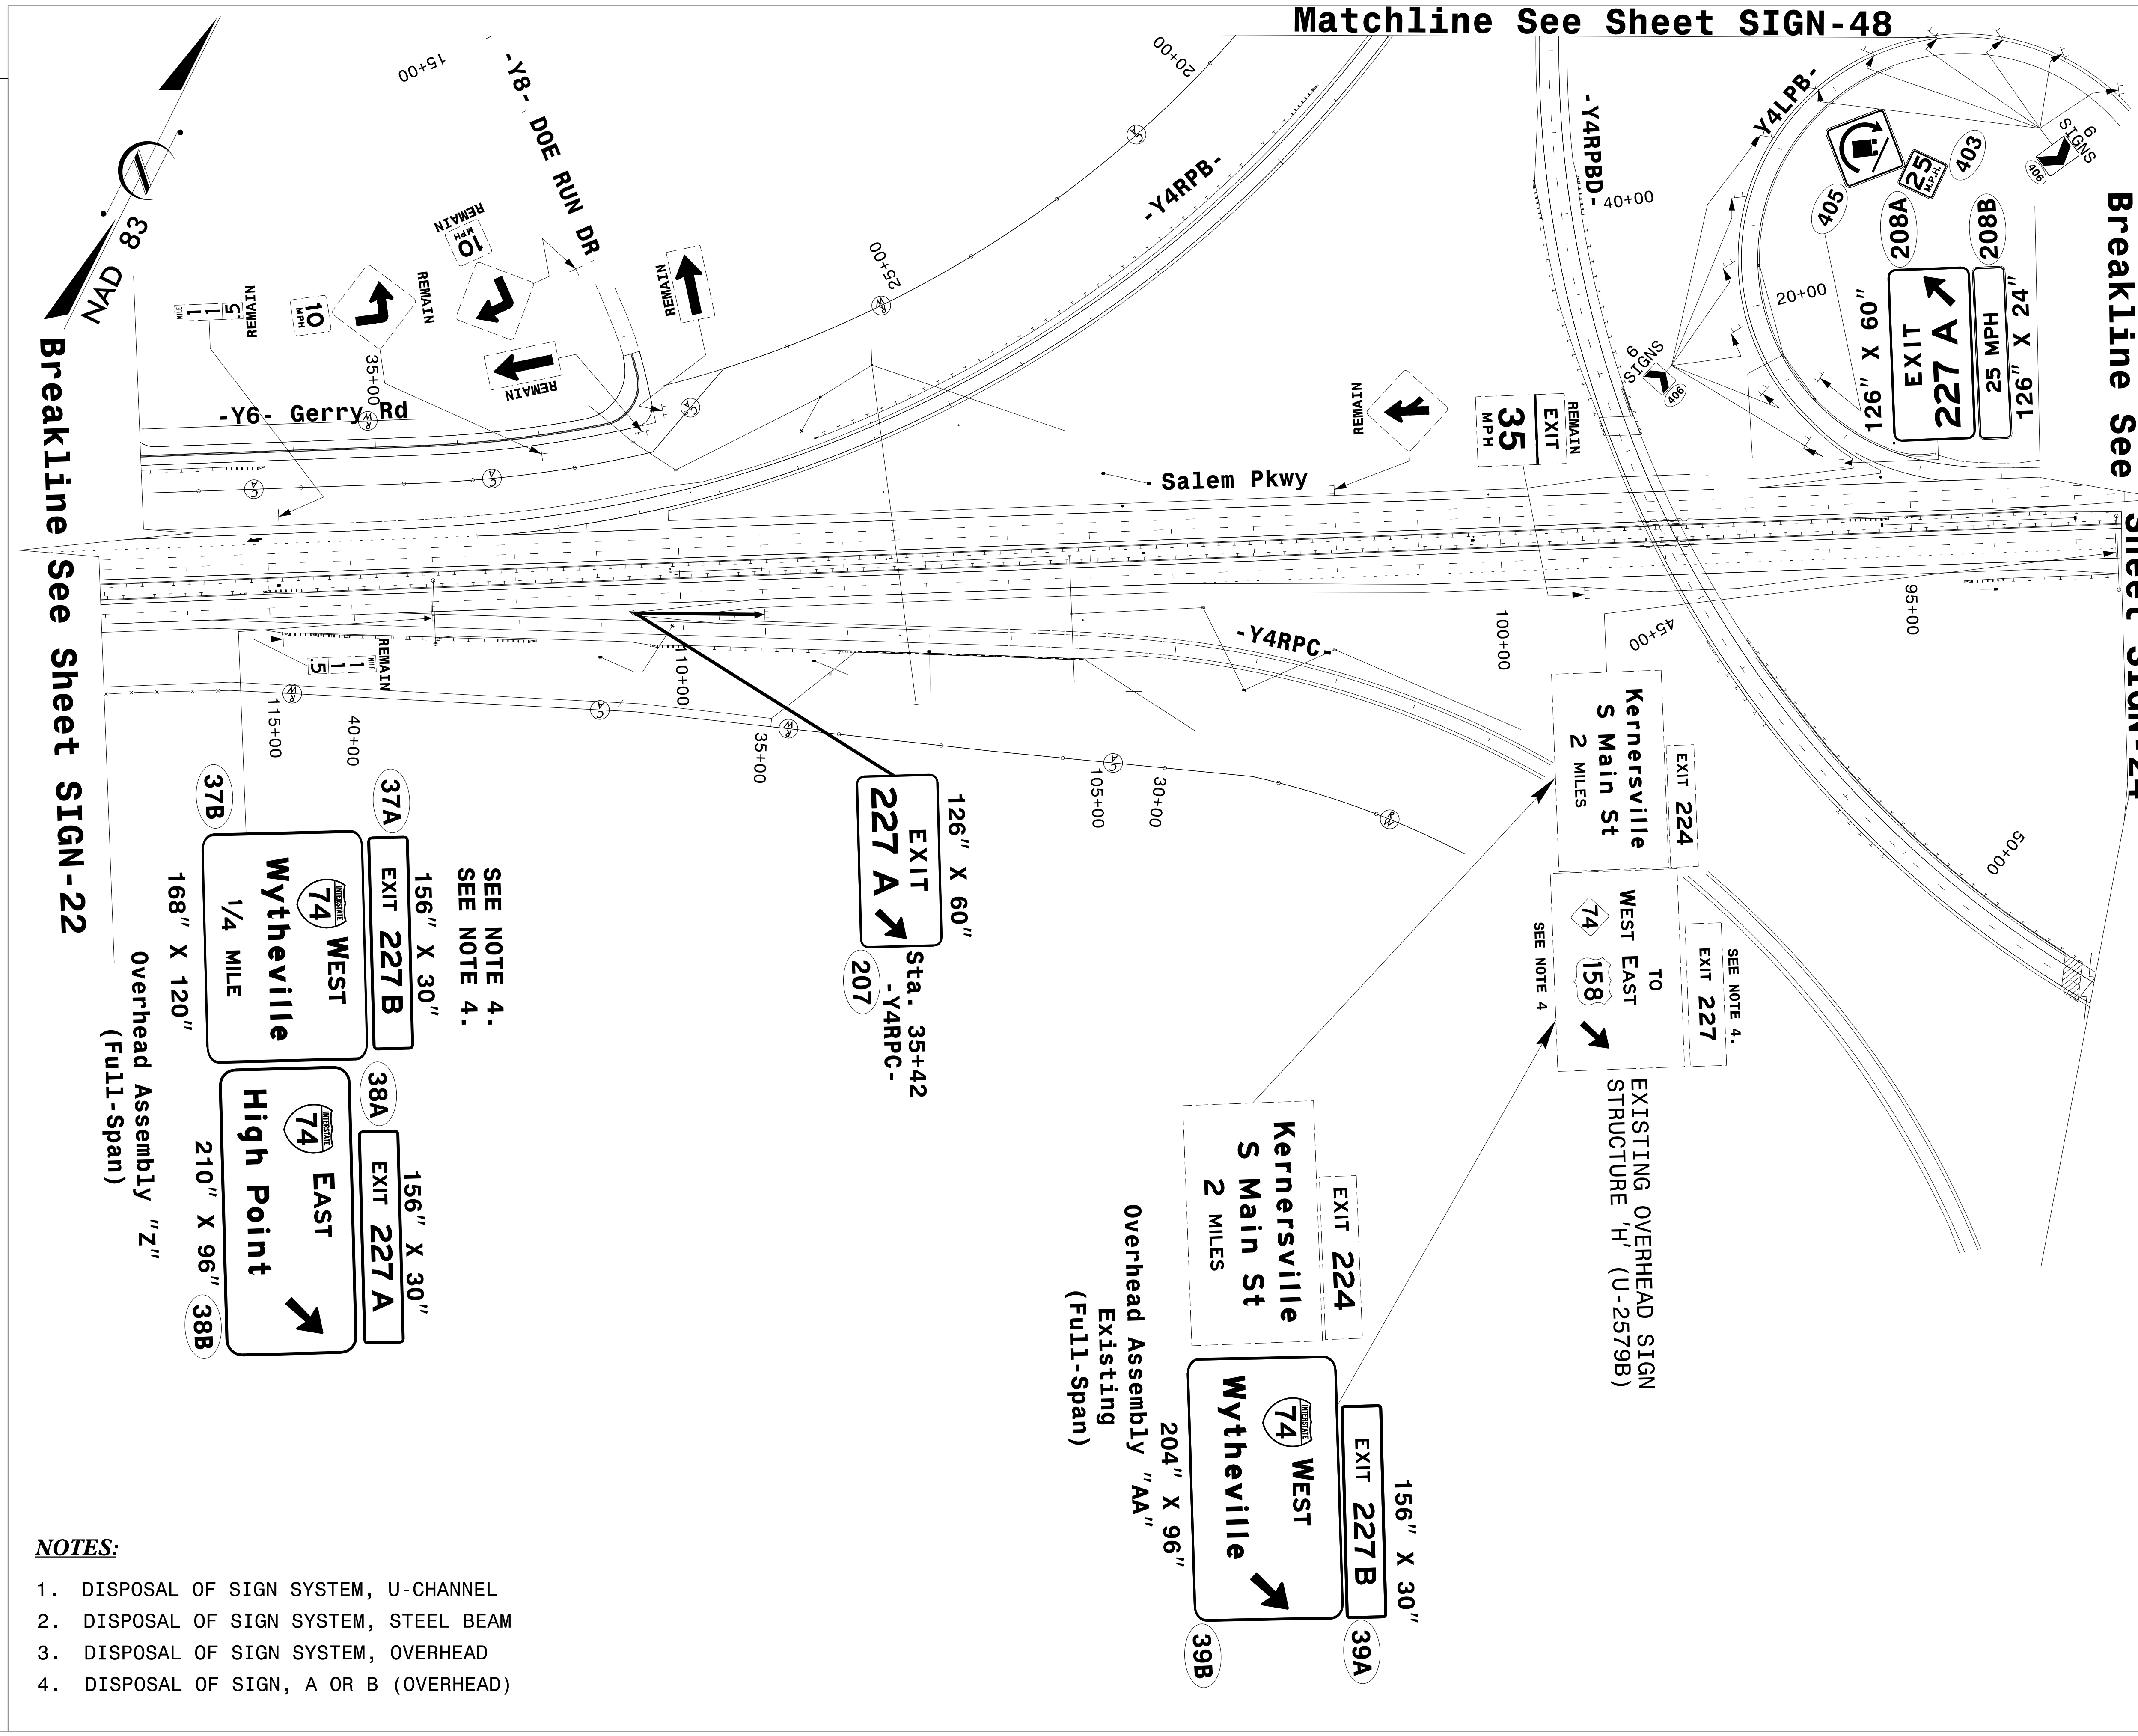 Matchline See Sheet SIGN-48
Breakline See Sheet SIGN-22
Breakline See Sheet SIGN-24
NAD 83
15+00
-Y8- DOE RUN DR
20+00
-Y4RPB-
25+00
-Y4RPBD-
40+00
-Y4LPB-
20+00
6
SIGNS
406
405
25
M.P.H.
403
208A
208B
EXIT
227 A
25 MPH
126" X 60"
126" X 24"
6
SIGNS
406
MILE
1
1
.5
REMAIN
10
MPH
REMAIN
10
MPH
REMAIN
REMAIN
REMAIN
35+00
-Y6- Gerry Rd
R/W
C/A
C/A
C/A
R/W
C/A
REMAIN
EXIT
35
MPH
REMAIN
Salem Pkwy
-Y4RPC-
100+00
45+00
95+00
50+00
MILE
1
1
.5
REMAIN
R/W
C/A
R/W
C/A
R/W
115+00
40+00
110+00
35+00
105+00
30+00
37B
37A
EXIT 227 B
INTERSTATE
74
WEST
Wytheville
1/4 MILE
156" X 30"
168" X 120"
SEE NOTE 4.
SEE NOTE 4.
38A
EXIT 227 A
INTERSTATE
74
EAST
High Point
156" X 30"
210" X 96"
38B
Overhead Assembly "Z"
(Full-Span)
EXIT
227 A
126" X 60"
207
Sta. 35+42
-Y4RPC-
EXIT 224
Kernersville
S Main St
2 MILES
EXIT 227
TO
WEST EAST
74
158
SEE NOTE 4.
SEE NOTE 4
EXISTING OVERHEAD SIGN
STRUCTURE 'H' (U-2579B)
EXIT 224
Kernersville
S Main St
2 MILES
EXIT 227 B
INTERSTATE
74
WEST
Wytheville
156" X 30"
204" X 96"
39A
39B
Overhead Assembly "AA"
Existing
(Full-Span)
NOTES:
1. DISPOSAL OF SIGN SYSTEM, U-CHANNEL
2. DISPOSAL OF SIGN SYSTEM, STEEL BEAM
3. DISPOSAL OF SIGN SYSTEM, OVERHEAD
4. DISPOSAL OF SIGN, A OR B (OVERHEAD)